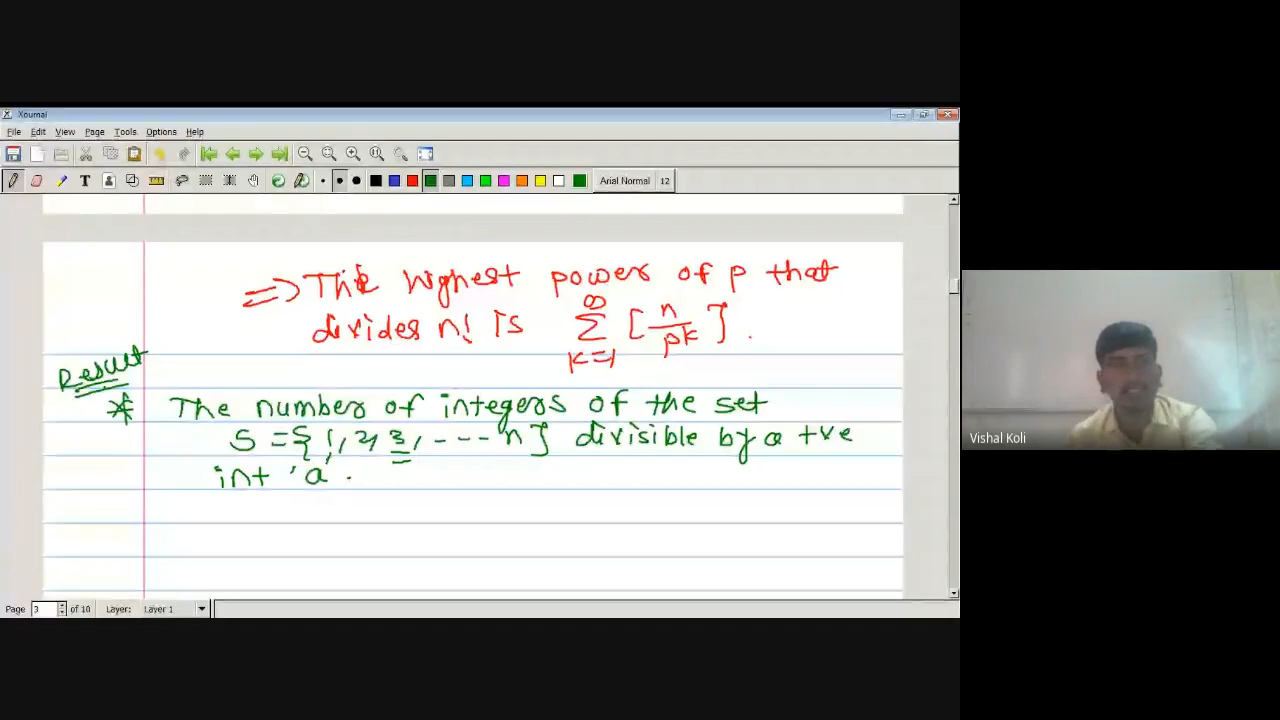 Xournal
File Edit View Page Tools Options Help
Arial Normal 12
=> The highest power of p that
divides n! is ∞ Σ k=1 [n/pk].
Result
* The number of integers of the set
S = {1, 2, 3, ---- n} divisible by a +ve
int 'a'.
Vishal Koli
Page 3 of 10 Layer: Layer 1